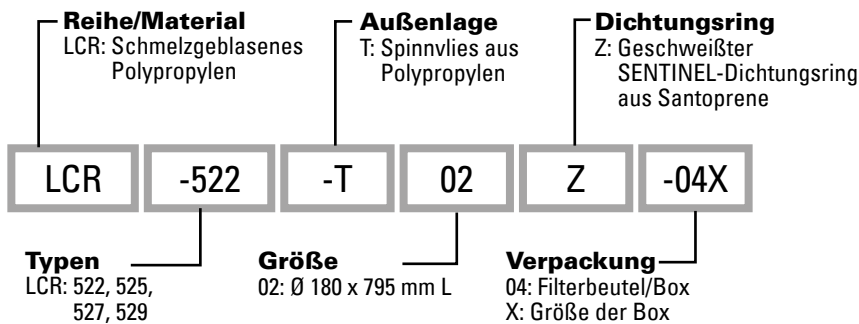 Reihe/Material
LCR: Schmelzgeblasenes
Polypropylen
Außenlage
T: Spinnvlies aus
Polypropylen
Dichtungsring
Z: Geschweißter
SENTINEL-Dichtungsring
aus Santoprene
LCR -522 -T 02 Z -04X
Typen
LCR: 522, 525,
527, 529
Größe
02: Ø 180 x 795 mm L
Verpackung
04: Filterbeutel/Box
X: Größe der Box